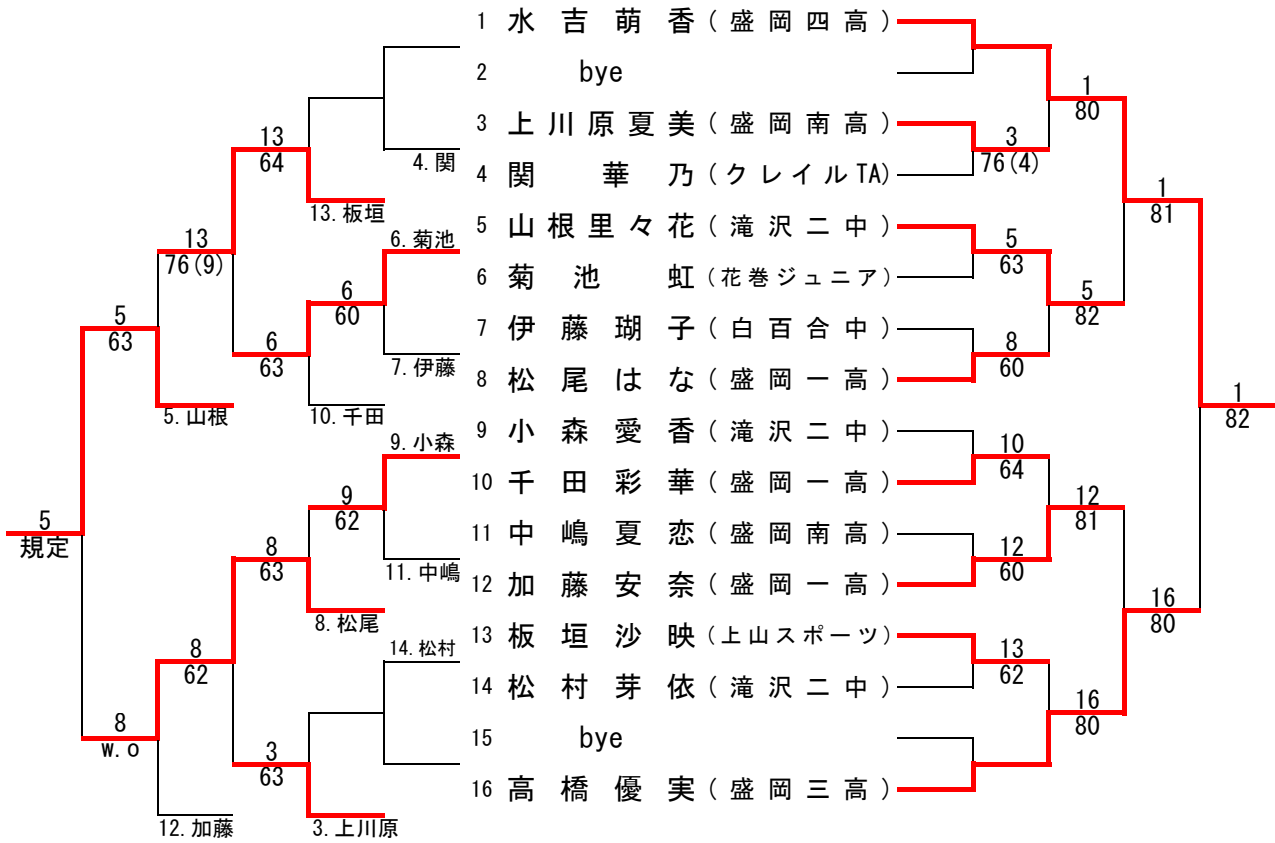 1 水吉萌香(盛岡四高)
2 bye
3 上川原夏美(盛岡南高)
4 関華乃(クレイルTA)
5 山根里々花(滝沢二中)
6 菊池虹(花巻ジュニア)
7 伊藤瑚子(白百合中)
8 松尾はな(盛岡一高)
9 小森愛香(滝沢二中)
10 千田彩華(盛岡一高)
11 中嶋夏恋(盛岡南高)
12 加藤安奈(盛岡一高)
13 板垣沙映(上山スポーツ)
14 松村芽依(滝沢二中)
15 bye
16 高橋優実(盛岡三高)
3
76(4)
5
63
8
60
10
64
12
60
13
62
1
80
5
82
12
81
16
80
1
81
16
80
1
82
4.関
6.菊池
7.伊藤
9.小森
11.中嶋
14.松村
13.板垣
6
60
10.千田
9
62
8.松尾
3.上川原
13
64
6
63
8
63
3
63
13
76(9)
5.山根
8
62
12.加藤
5
63
8
w.o
5
規定